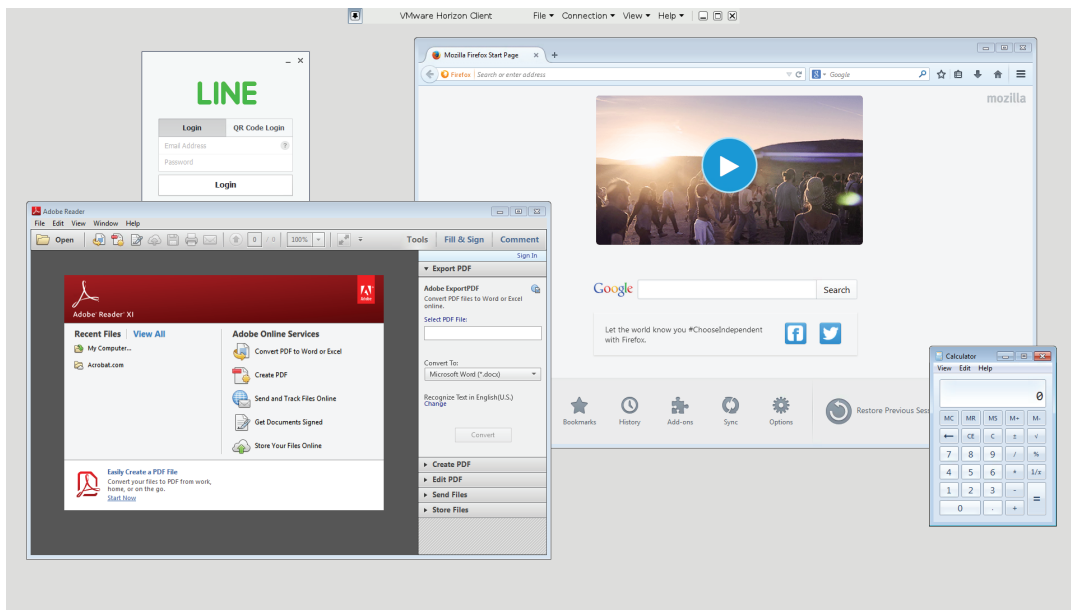 VMware Horizon Client
File Connection View Help
LINE
Login QR Code Login
Email Address ?
Password
Login
Mozilla Firefox Start Page × +
Firefox Search or enter address
Google
mozilla
Google Search
Let the world know you #ChooseIndependent
with Firefox.
Bookmarks History Add-ons Sync Options
Restore Previous Ses
Adobe Reader
File Edit View Window Help
Open 0 / 0 100% Tools Fill & Sign Comment
Sign In
Adobe Reader XI
Recent Files View All
My Computer...
Acrobat.com
Adobe Online Services
Convert PDF to Word or Excel
Create PDF
Send and Track Files Online
Get Documents Signed
Store Your Files Online
Easily Create a PDF File
Convert your files to PDF from work,
home, or on the go.
Start Now
Export PDF
Adobe ExportPDF
Convert PDF files to Word or Excel
online.
Select PDF File:
Convert To:
Microsoft Word (*.docx)
Recognize Text in English(U.S.)
Change
Convert
Create PDF
Edit PDF
Send Files
Store Files
Calculator
View Edit Help
0
MC MR MS M+ M-
← CE C ± √
7 8 9 / %
4 5 6 * 1/x
1 2 3 - =
0 . +